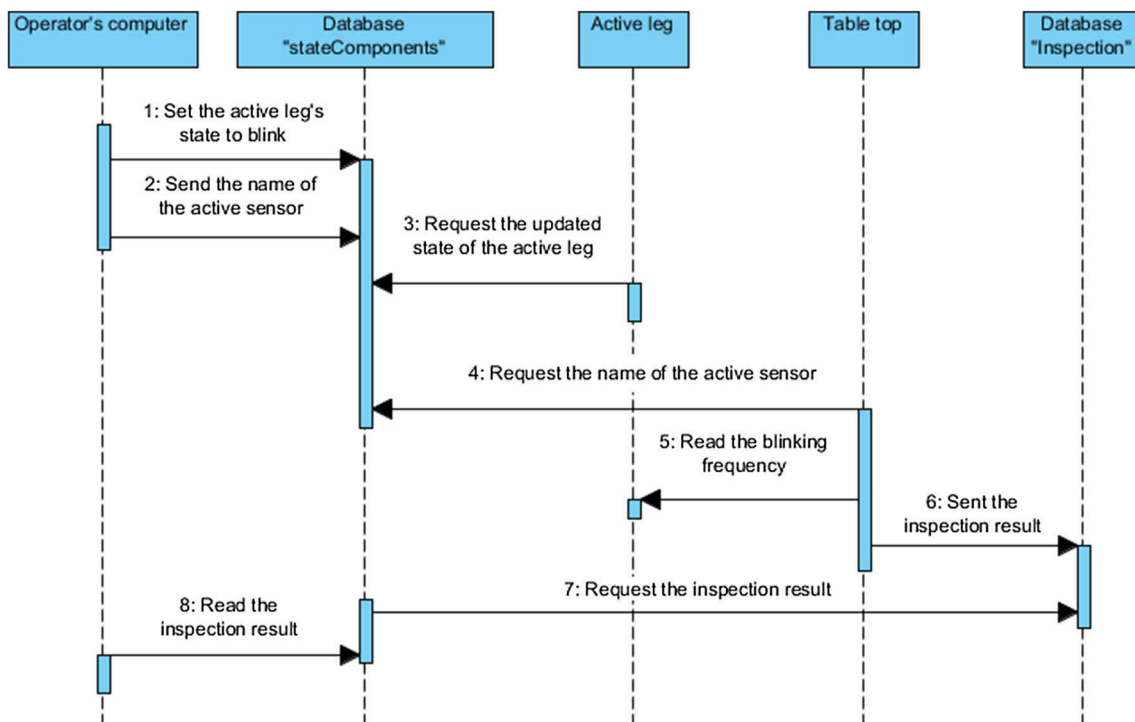 Operator's computer
Database
"stateComponents"
Active leg
Table top
Database
"Inspection"
1: Set the active leg's
state to blink
2: Send the name of
the active sensor
3: Request the updated
state of the active leg
4: Request the name of the active sensor
5: Read the blinking
frequency
6: Sent the
inspection result
7: Request the inspection result
8: Read the
inspection result